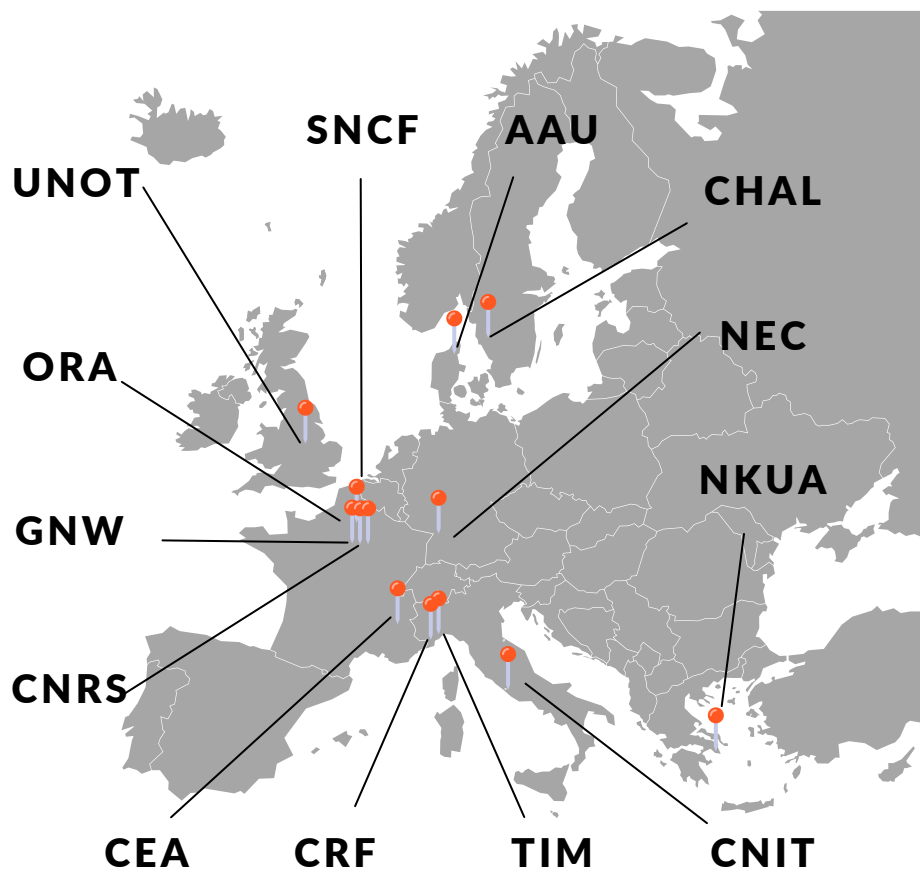 SNCF
AAU
UNOT
CHAL
NEC
ORA
NKUA
GNW
CNRS
CEA
CRF
TIM
CNIT